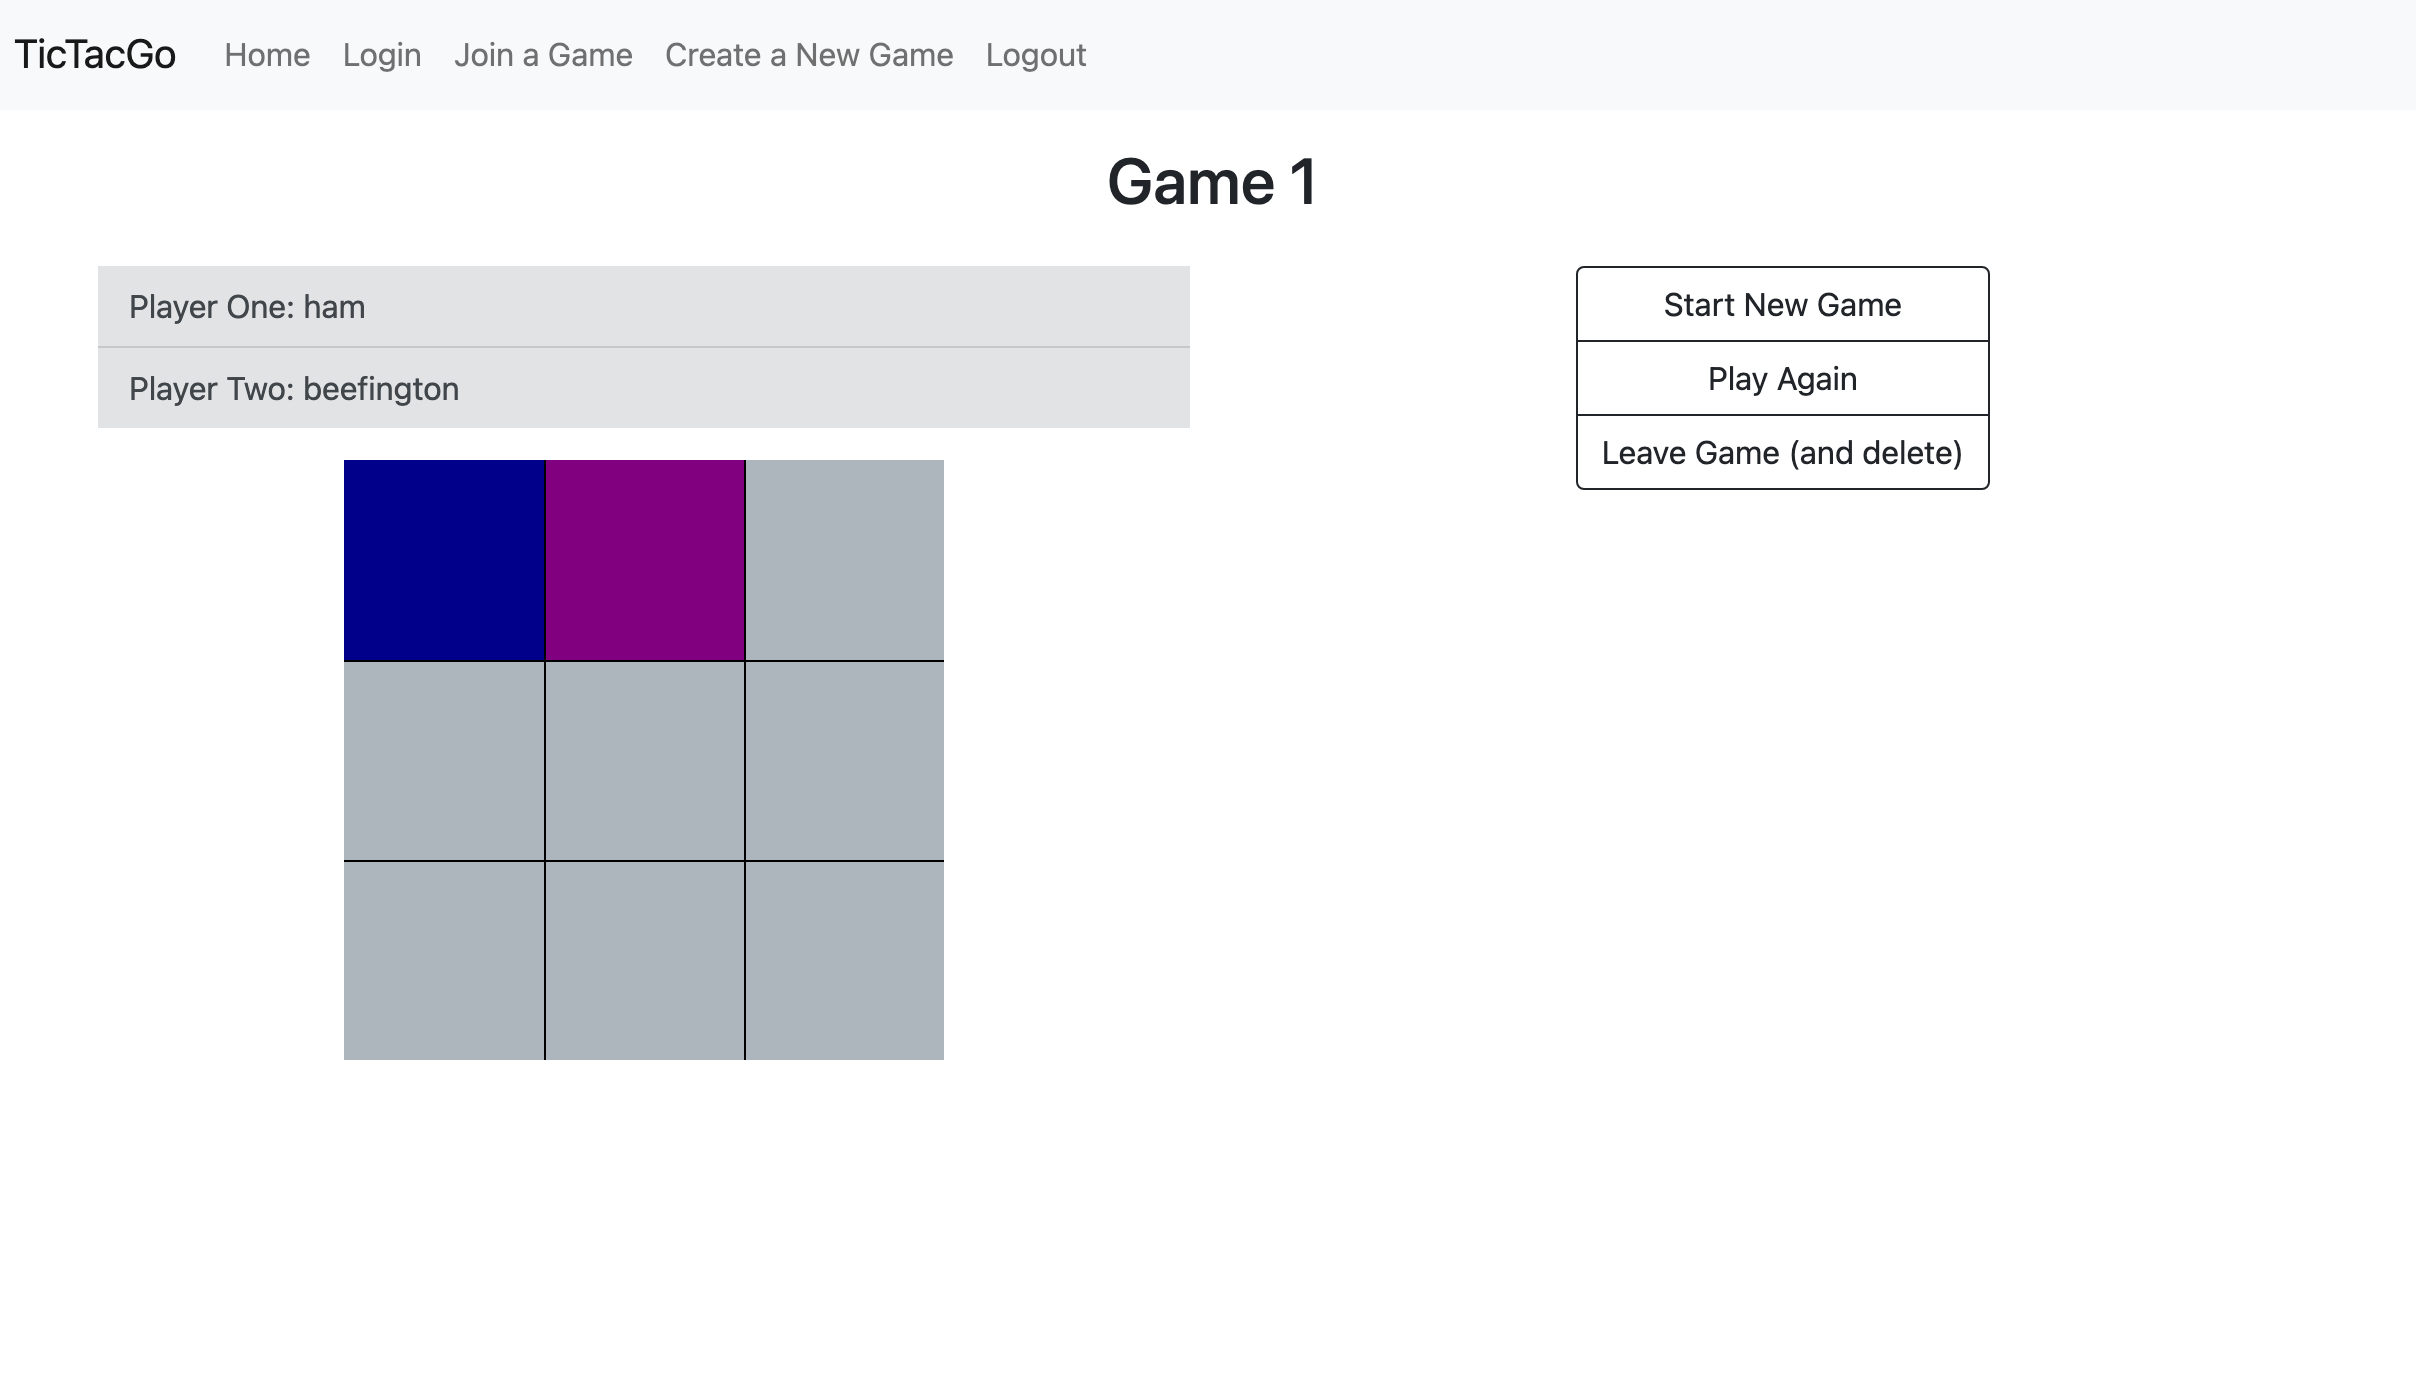 TicTacGo Home Login Join a Game Create a New Game Logout
Game 1
Player One: ham
Player Two: beefington
Start New Game
Play Again
Leave Game (and delete)